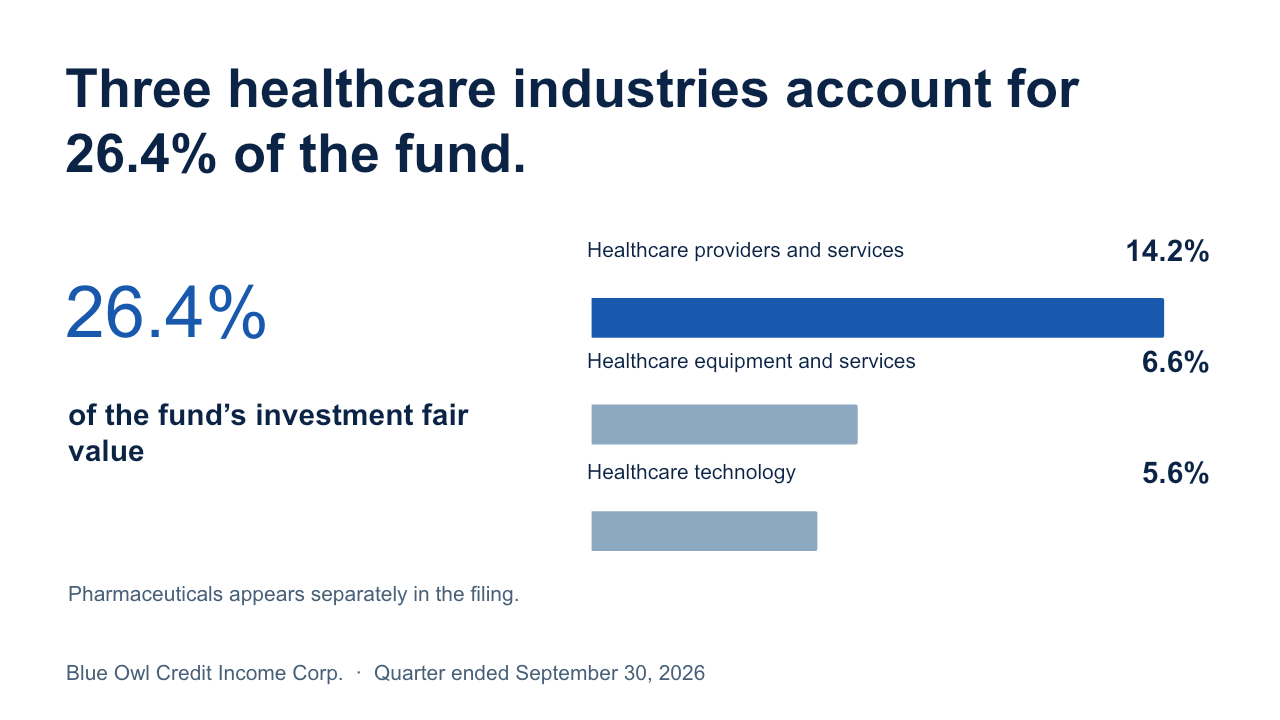 Three healthcare industries account for
26.4% of the fund.
26.4%
of the fund’s investment fair
value
Healthcare providers and services 14.2%
Healthcare equipment and services 6.6%
Healthcare technology 5.6%
Pharmaceuticals appears separately in the filing.
Blue Owl Credit Income Corp. · Quarter ended September 30, 2026